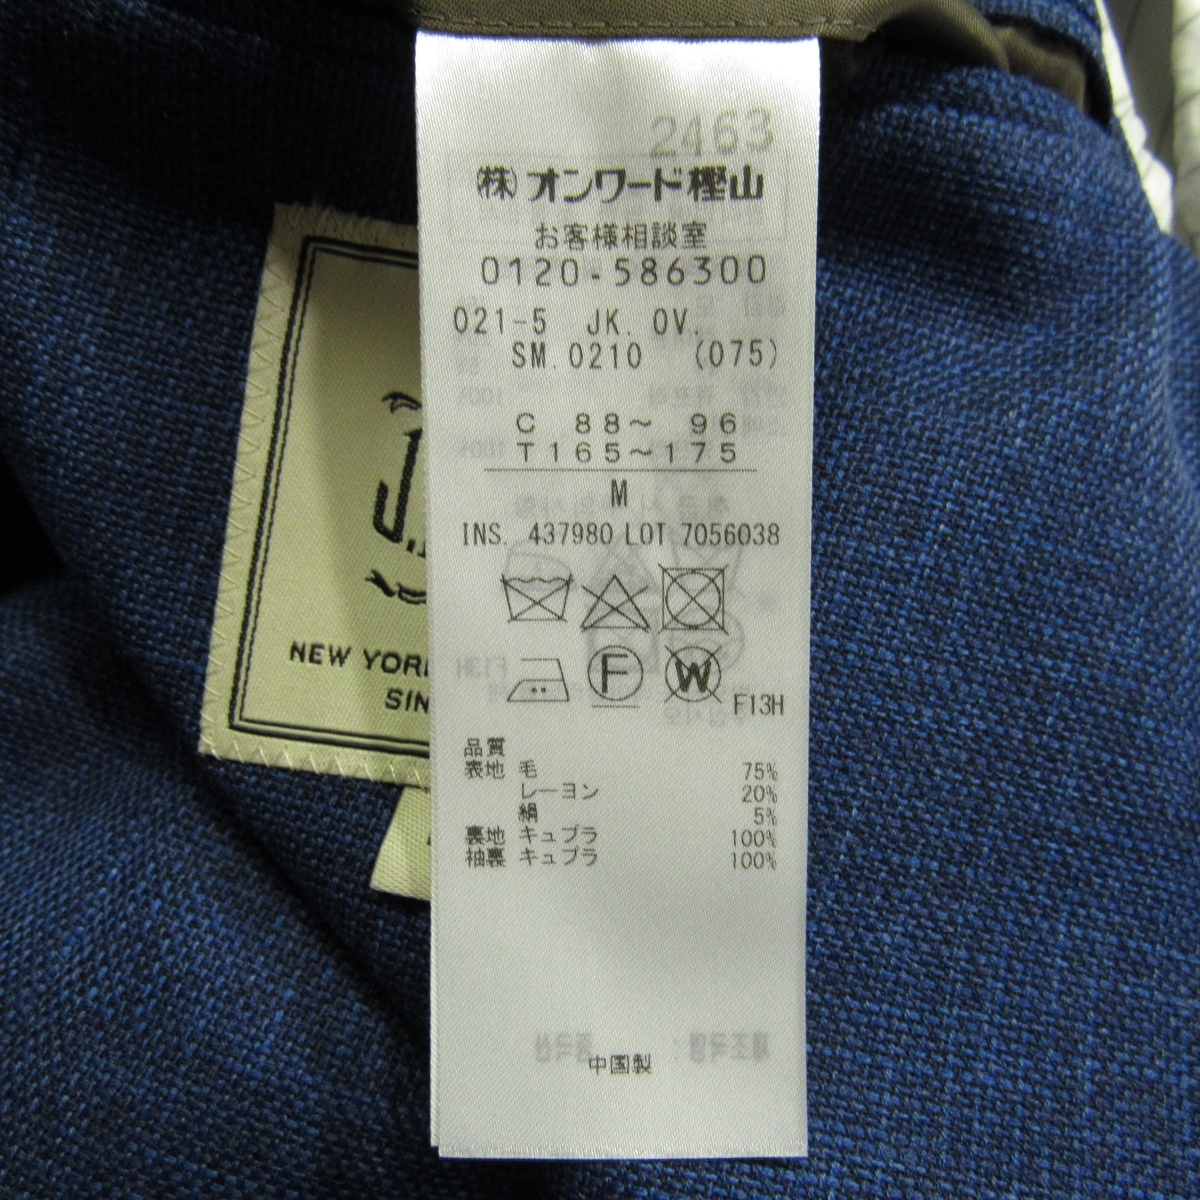 2463
㈱オンワード樫山
お客様相談室
0120-586300
021-5 JK. OV.
SM. 0210 (075)
C 88～ 96
T165～175
M
INS. 437980 LOT 7056038
F
W
F13H
品質
表地 毛 75%
レーヨン 20%
絹 5%
裏地 キュプラ 100%
袖裏 キュプラ 100%
中国製
NEW YOR
SIN